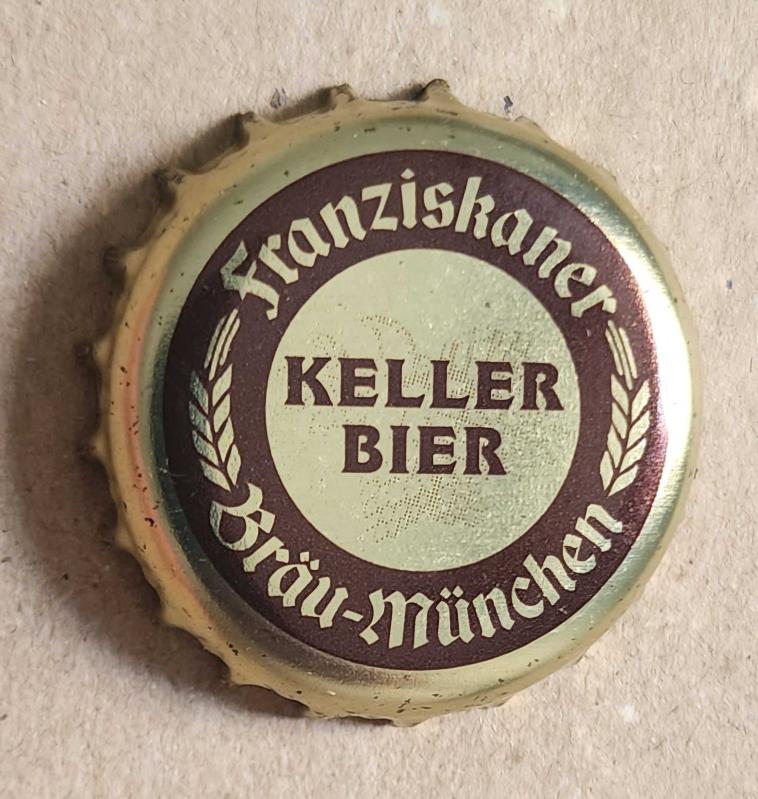 Franziskaner
KELLER
BIER
Bräu-München